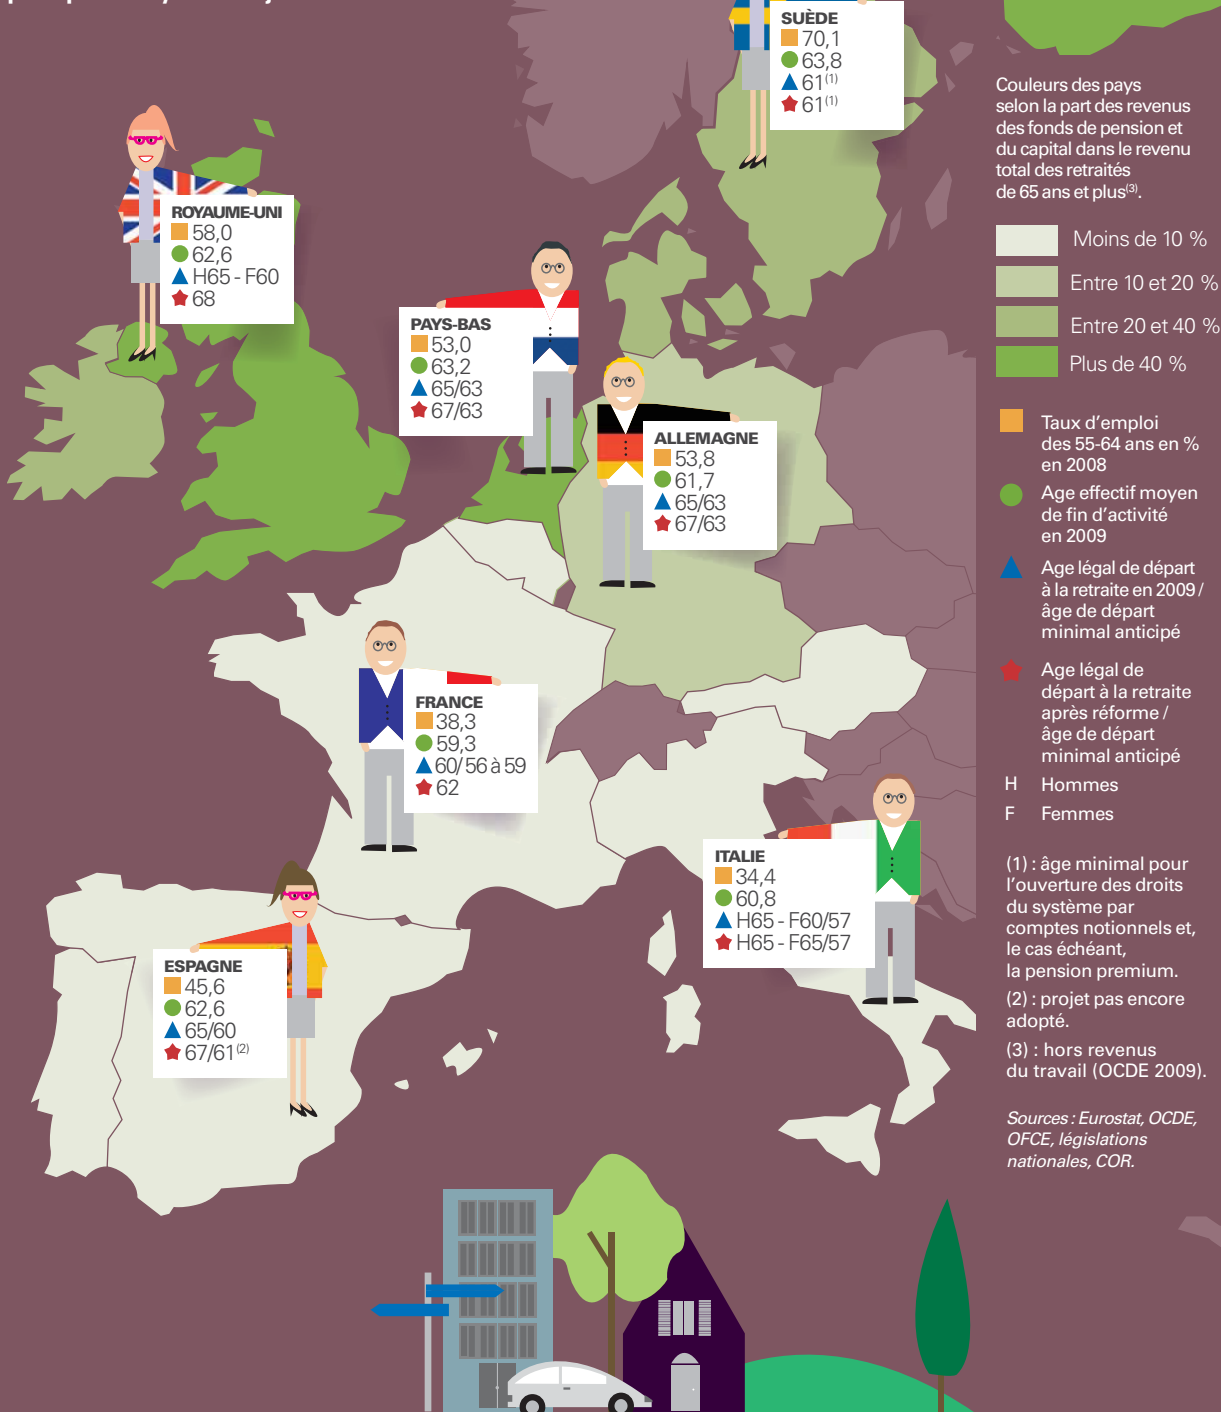 SUÈDE
70,1
63,8
61(1)
61(1)
Couleurs des pays
selon la part des revenus
des fonds de pension et
du capital dans le revenu
total des retraités
de 65 ans et plus(3).
Moins de 10 %
Entre 10 et 20 %
Entre 20 et 40 %
Plus de 40 %
ROYAUME-UNI
58,0
62,6
H65 - F60
68
PAYS-BAS
53,0
63,2
65/63
67/63
ALLEMAGNE
53,8
61,7
65/63
67/63
FRANCE
38,3
59,3
60/ 56 à 59
62
ITALIE
34,4
60,8
H65 - F60/57
H65 - F65/57
ESPAGNE
45,6
62,6
65/60
67/61(2)
Taux d'emploi
des 55-64 ans en %
en 2008
Age effectif moyen
de fin d'activité
en 2009
Age légal de départ
à la retraite en 2009 /
âge de départ
minimal anticipé
Age légal de
départ à la retraite
après réforme /
âge de départ
minimal anticipé
H Hommes
F Femmes
(1) : âge minimal pour
l'ouverture des droits
du système par
comptes notionnels et,
le cas échéant,
la pension premium.
(2) : projet pas encore
adopté.
(3) : hors revenus
du travail (OCDE 2009).
Sources : Eurostat, OCDE,
OFCE, législations
nationales, COR.